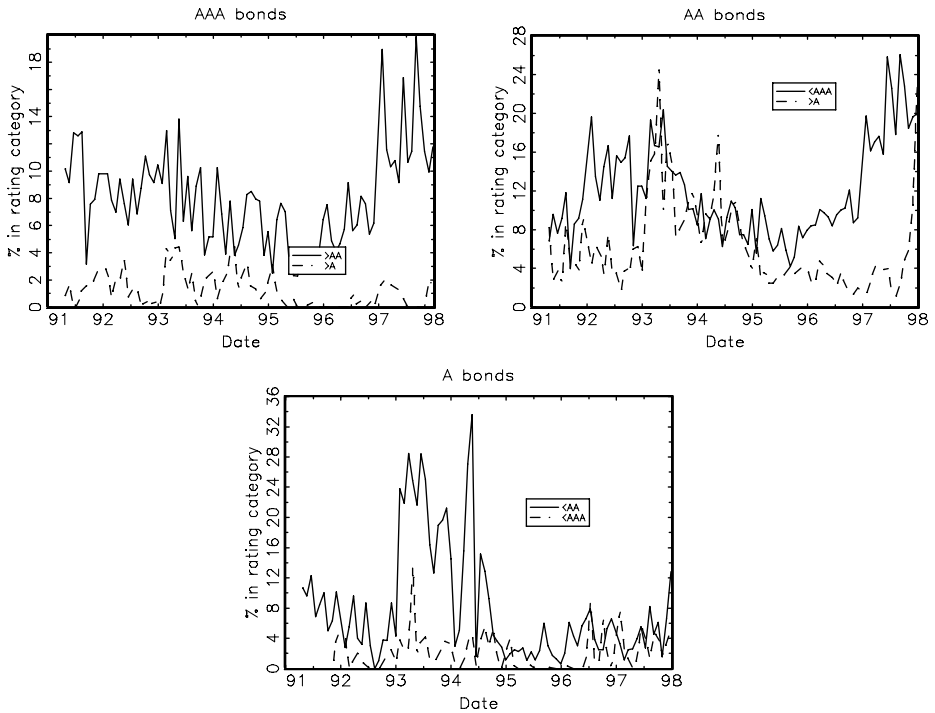 AAA bonds
% in rating category
18
14
10
8
6
4
2
0
>AA
>A
91 92 93 94 95 96 97 98
Date
AA bonds
% in rating category
28
24
20
16
12
8
4
0
<AAA
>A
91 92 93 94 95 96 97 98
Date
A bonds
% in rating category
36
32
28
24
20
16
12
8
4
0
<AA
<AAA
91 92 93 94 95 96 97 98
Date